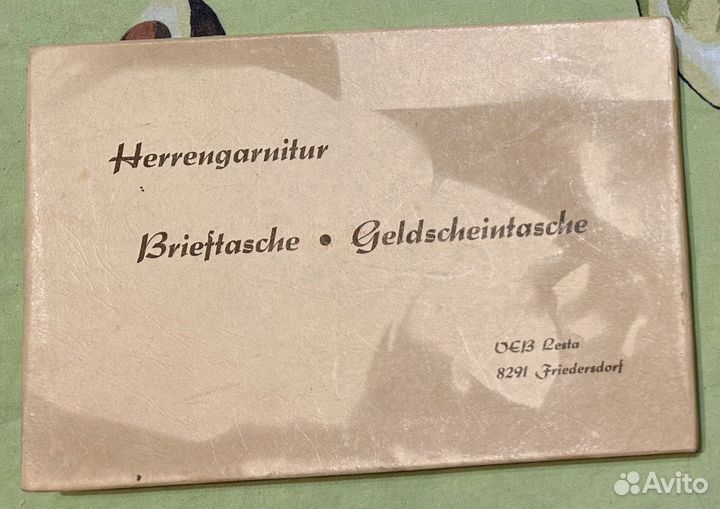 Herrengarnitur
Brieftasche • Geldscheintasche
VEB Lesta
8291 Friedersdorf
Avito